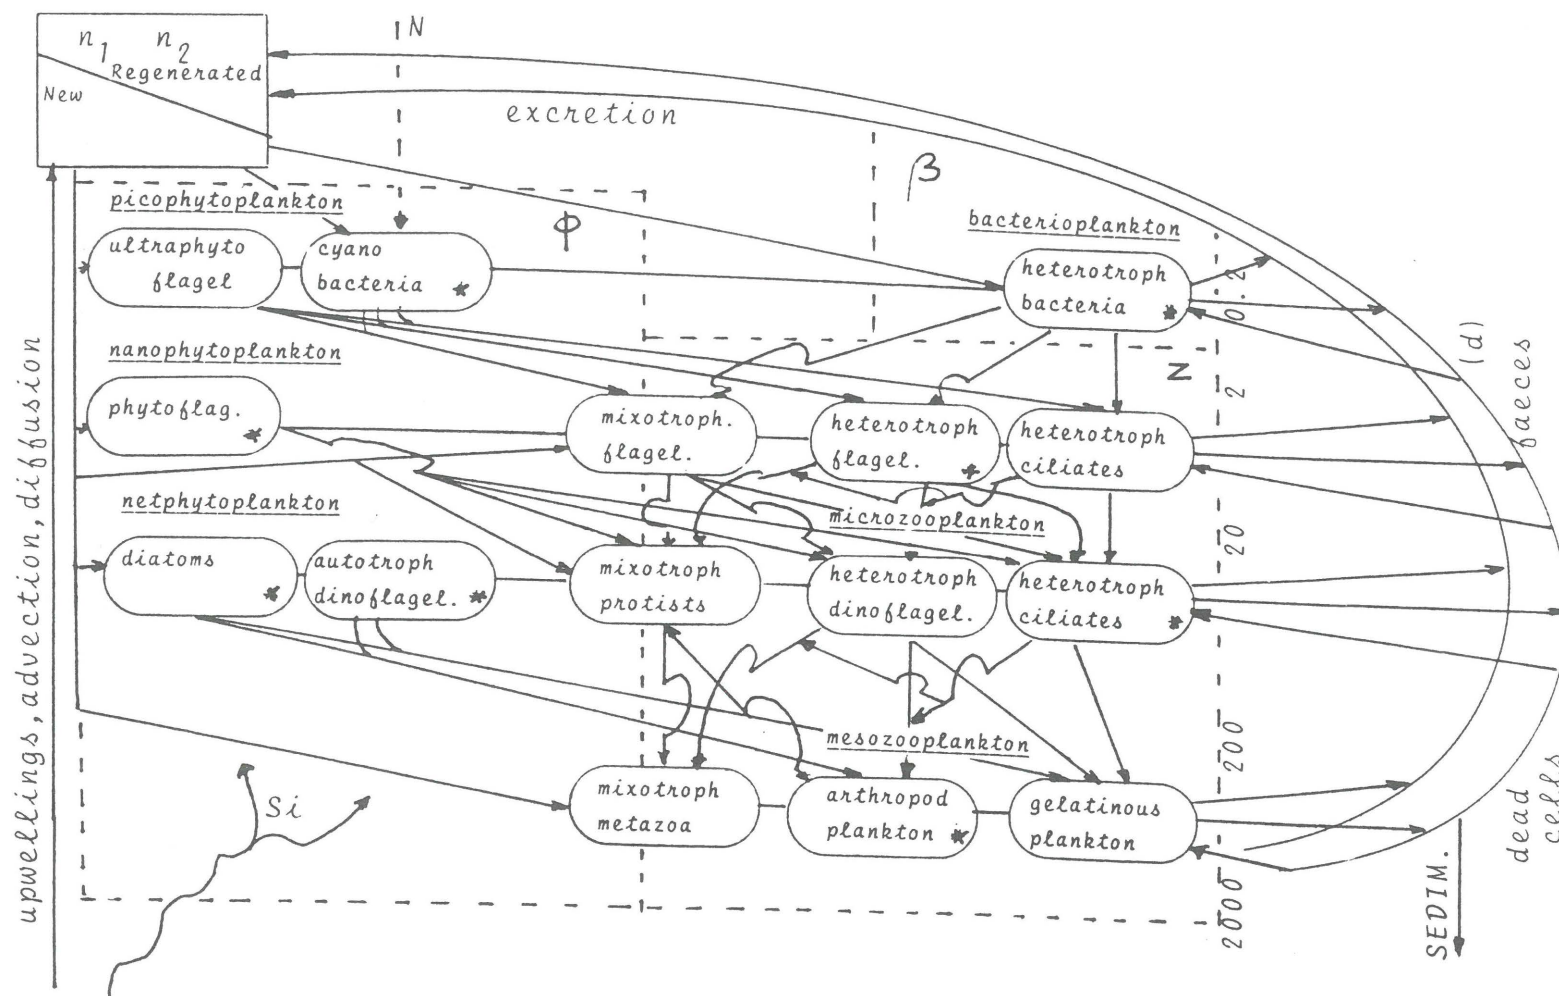 n1 n2
Regenerated
New
N
excretion
β
picophytoplankton
φ
bacterioplankton
ultraphyto
flagel
cyano
bacteria *
heterotroph
bacteria *
0.2
nanophytoplankton
Z
2
(d)
faeces
phytoflag.
*
mixotroph.
flagel.
heterotroph
flagel. *
heterotroph
ciliates
netphytoplankton
microzooplankton
20
diatoms
*
autotroph
dinoflagel. *
mixotroph
protists
heterotroph
dinoflagel.
heterotroph
ciliates *
mesozooplankton
200
Si
mixotroph
metazoa
arthropod
plankton *
gelatinous
plankton
dead
cells
2000
SEDIM.
upwellings, advection, diffusion